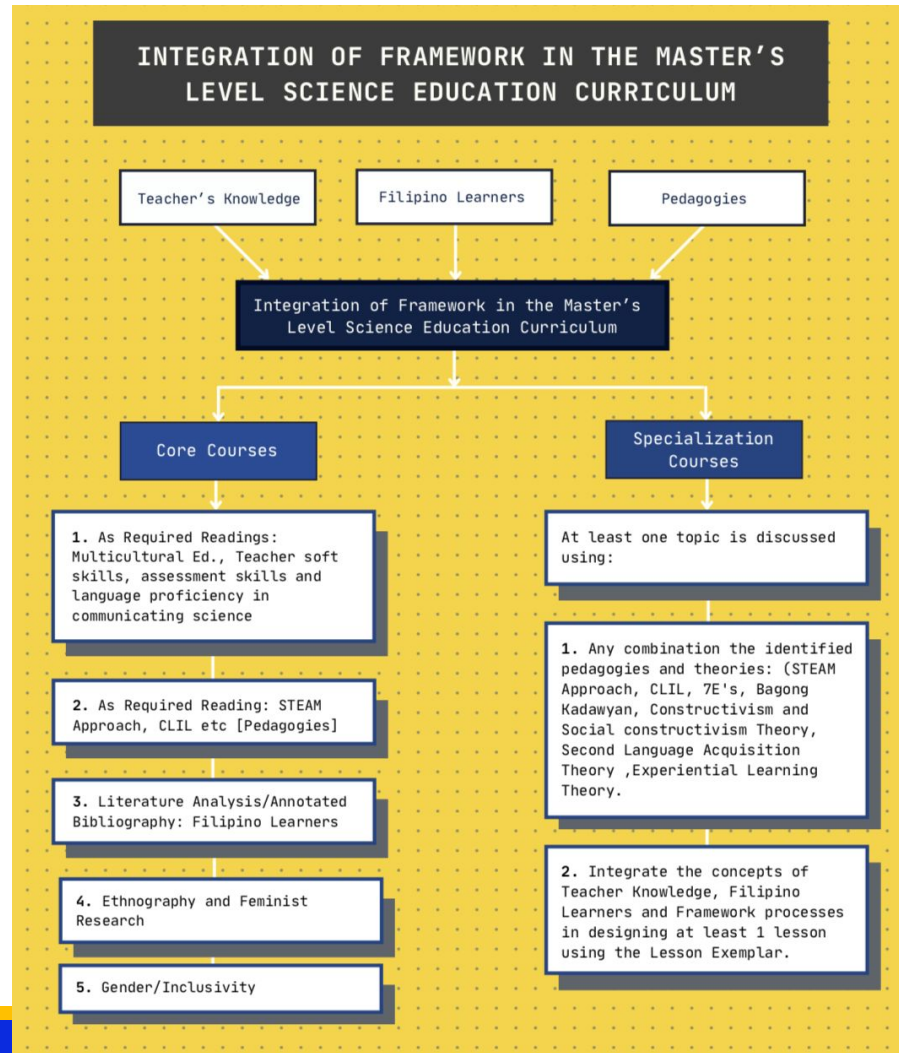 INTEGRATION OF FRAMEWORK IN THE MASTER'S
LEVEL SCIENCE EDUCATION CURRICULUM
Teacher's Knowledge
Filipino Learners
Pedagogies
Integration of Framework in the Master's
Level Science Education Curriculum
Core Courses
1. As Required Readings:
Multicultural Ed., Teacher soft
skills, assessment skills and
language proficiency in
communicating science
2. As Required Reading: STEAM
Approach, CLIL etc [Pedagogies]
3. Literature Analysis/Annotated
Bibliography: Filipino Learners
4. Ethnography and Feminist
Research
5. Gender/Inclusivity
Specialization
Courses
At least one topic is discussed
using:
1. Any combination the identified
pedagogies and theories: (STEAM
Approach, CLIL, 7E's, Bagong
Kadawyan, Constructivism and
Social constructivism Theory,
Second Language Acquisition
Theory ,Experiential Learning
Theory.
2. Integrate the concepts of
Teacher Knowledge, Filipino
Learners and Framework processes
in designing at least 1 lesson
using the Lesson Exemplar.